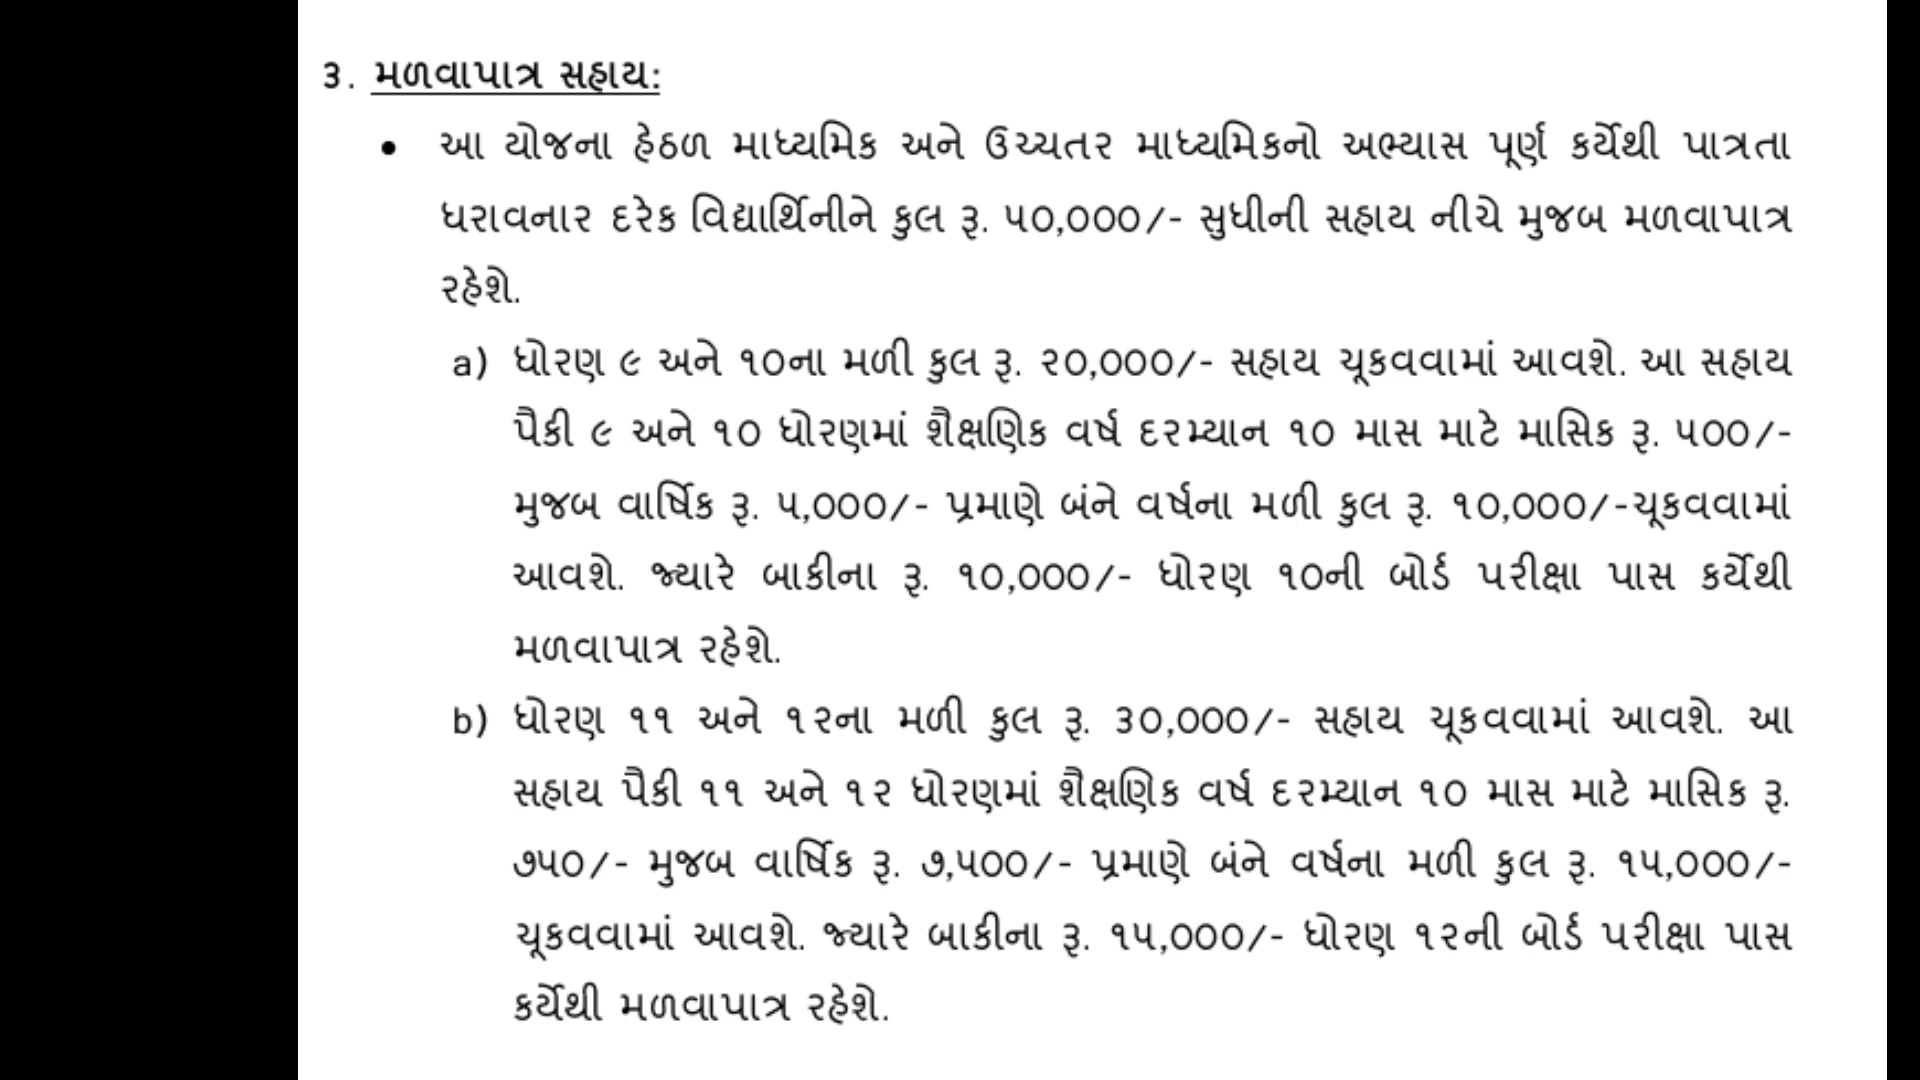 ૩. મળવાપાત્ર સહાય:
• આ યોજના હેઠળ માધ્યમિક અને ઉચ્ચતર માધ્યમિકનો અભ્યાસ પૂર્ણ કર્યેથી પાત્રતા
ધરાવનાર દરેક વિદ્યાર્થિનીને કુલ રૂ. ૫૦,૦૦૦/- સુધીની સહાય નીચે મુજબ મળવાપાત્ર
રહેશે.
a) ધોરણ ૯ અને ૧૦ના મળી કુલ રૂ. ૨૦,૦૦૦/- સહાય ચૂકવવામાં આવશે. આ સહાય
પૈકી ૯ અને ૧૦ ધોરણમાં શૈક્ષણિક વર્ષ દરમ્યાન ૧૦ માસ માટે માસિક રૂ. ૫૦૦/-
મુજબ વાર્ષિક રૂ. ૫,૦૦૦/- પ્રમાણે બંને વર્ષના મળી કુલ રૂ. ૧૦,૦૦૦/-ચૂકવવામાં
આવશે. જ્યારે બાકીના રૂ. ૧૦,૦૦૦/- ધોરણ ૧૦ની બોર્ડ પરીક્ષા પાસ કર્યેથી
મળવાપાત્ર રહેશે.
b) ધોરણ ૧૧ અને ૧૨ના મળી કુલ રૂ. ૩૦,૦૦૦/- સહાય ચૂકવવામાં આવશે. આ
સહાય પૈકી ૧૧ અને ૧૨ ધોરણમાં શૈક્ષણિક વર્ષ દરમ્યાન ૧૦ માસ માટે માસિક રૂ.
૭૫૦/- મુજબ વાર્ષિક રૂ. ૭,૫૦૦/- પ્રમાણે બંને વર્ષના મળી કુલ રૂ. ૧૫,૦૦૦/-
ચૂકવવામાં આવશે. જ્યારે બાકીના રૂ. ૧૫,૦૦૦/- ધોરણ ૧૨ની બોર્ડ પરીક્ષા પાસ
કર્યેથી મળવાપાત્ર રહેશે.